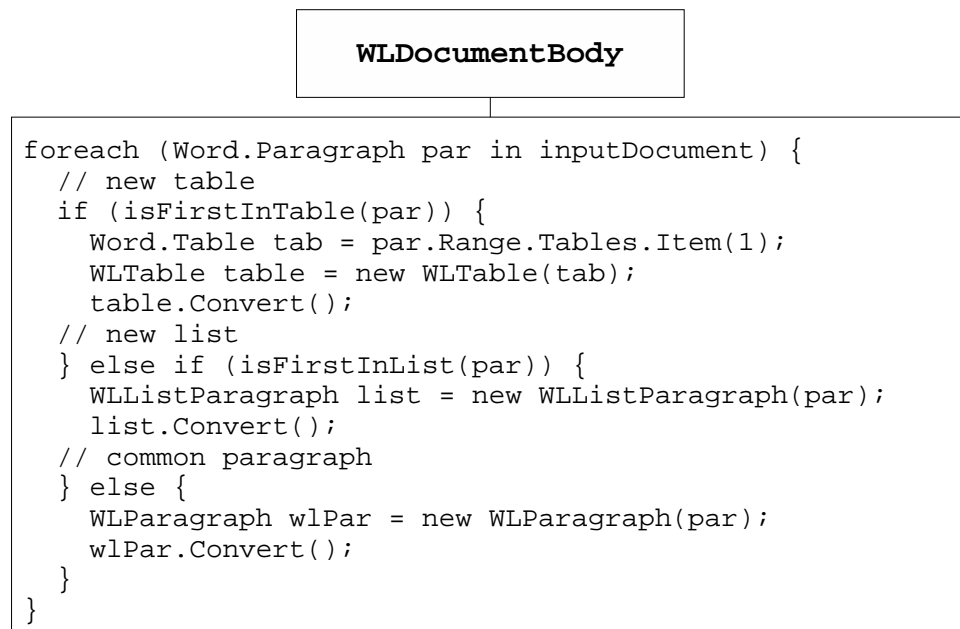 WLDocumentBody
foreach (Word.Paragraph par in inputDocument) {
  // new table
  if (isFirstInTable(par)) {
    Word.Table tab = par.Range.Tables.Item(1);
    WLTable table = new WLTable(tab);
    table.Convert();
  // new list
  } else if (isFirstInList(par)) {
    WLListParagraph list = new WLListParagraph(par);
    list.Convert();
  // common paragraph
  } else {
    WLParagraph wlPar = new WLParagraph(par);
    wlPar.Convert();
  }
}